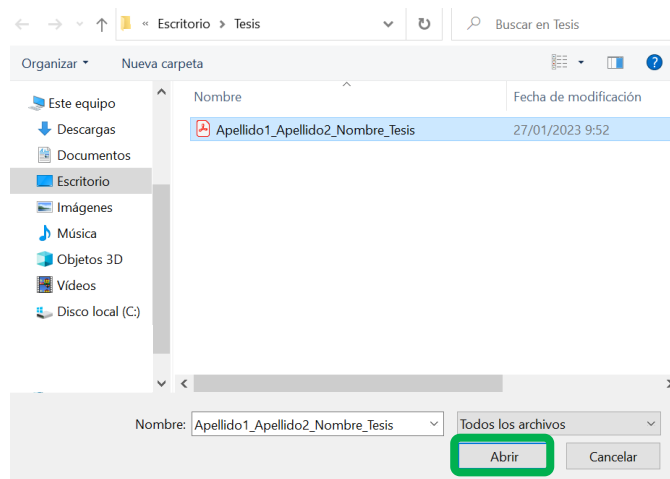 « Escritorio > Tesis
Buscar en Tesis
Organizar
Nueva carpeta
?
Nombre
Fecha de modificación
Este equipo
Descargas
Documentos
Escritorio
Imágenes
Música
Objetos 3D
Vídeos
Disco local (C:)
Apellido1_Apellido2_Nombre_Tesis
27/01/2023 9:52
Nombre:
Apellido1_Apellido2_Nombre_Tesis
Todos los archivos
Abrir
Cancelar